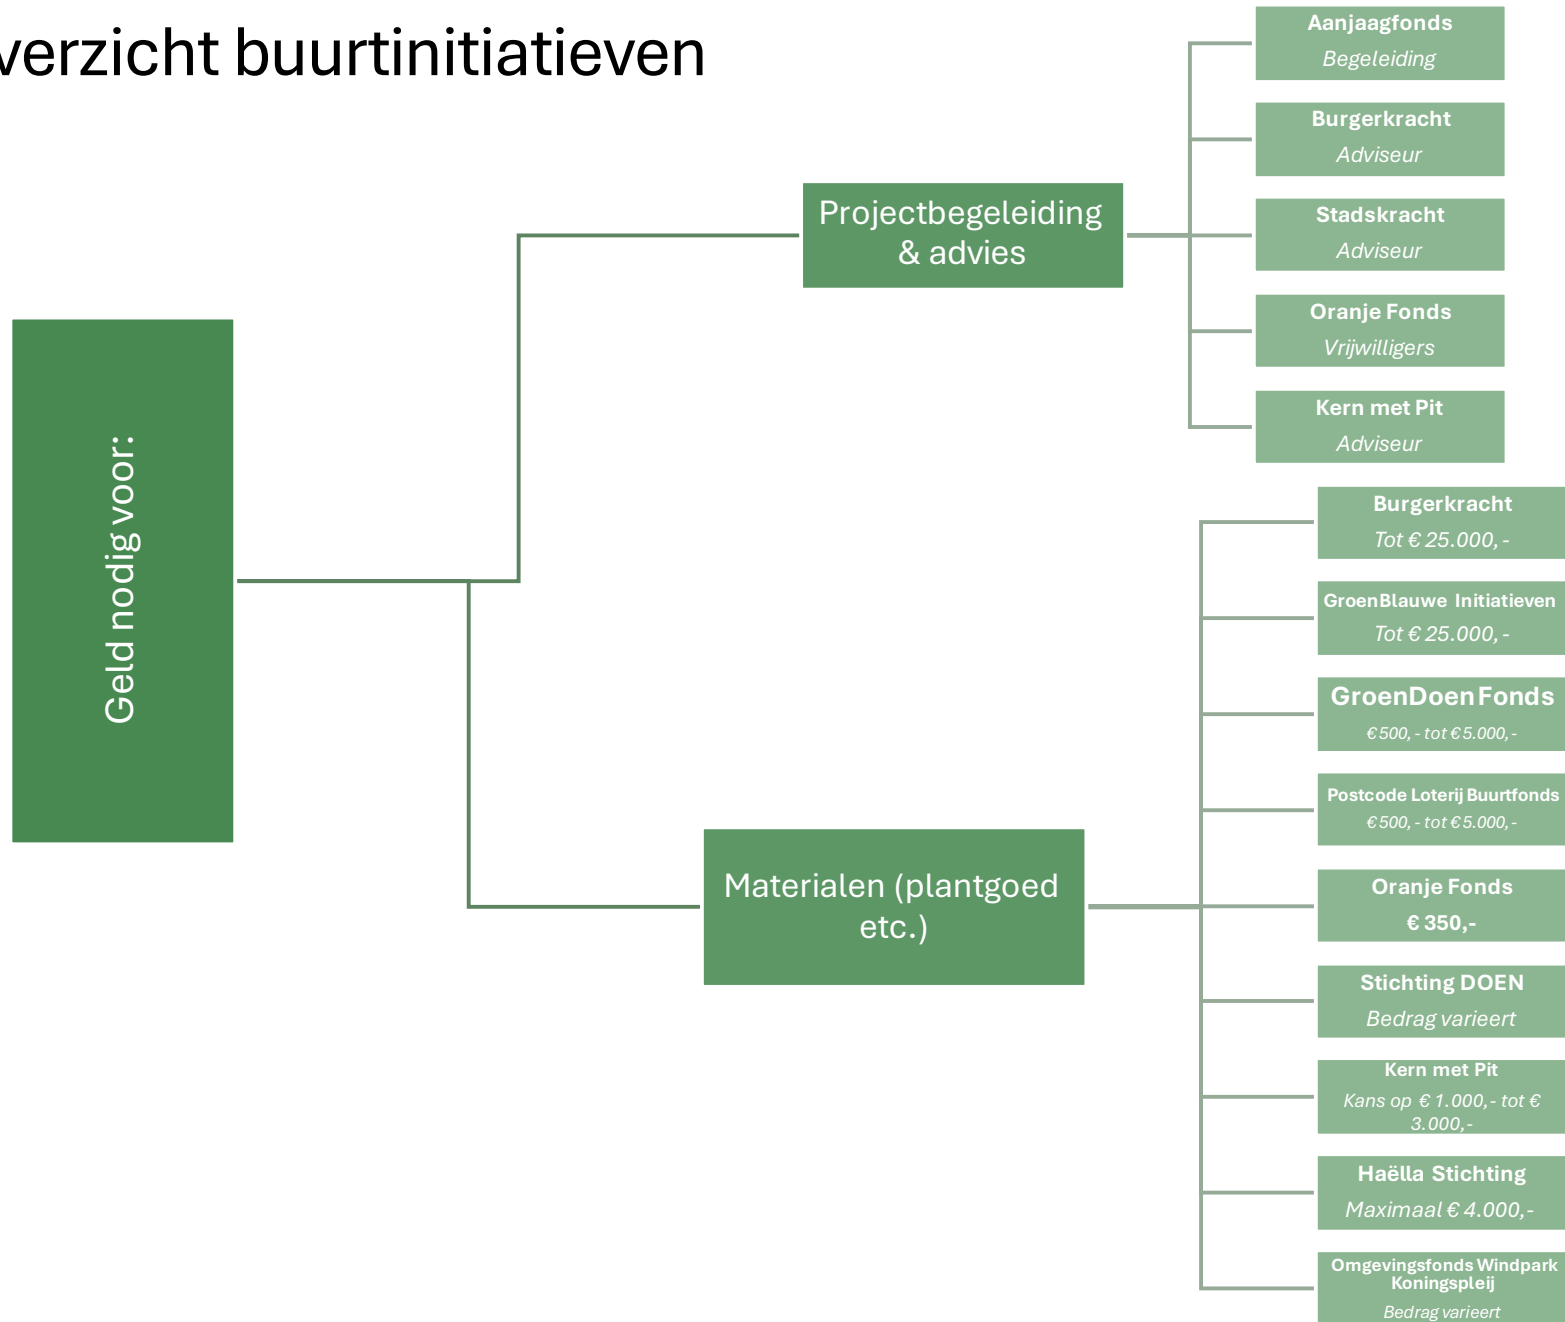 verzicht buurtinitiatieven
Geld nodig voor:
Projectbegeleiding
& advies
Aanjaagfonds
Begeleiding
Burgerkracht
Adviseur
Stadskracht
Adviseur
Oranje Fonds
Vrijwilligers
Kern met Pit
Adviseur
Materialen (plantgoed
etc.)
Burgerkracht
Tot € 25.000,-
GroenBlauwe Initiatieven
Tot € 25.000,-
GroenDoen Fonds
€ 500,- tot € 5.000,-
Postcode Loterij Buurtfonds
€ 500,- tot € 5.000,-
Oranje Fonds
€ 350,-
Stichting DOEN
Bedrag varieert
Kern met Pit
Kans op € 1.000,- tot €
3.000,-
Haëlla Stichting
Maximaal € 4.000,-
Omgevingsfonds Windpark
Koningspleij
Bedrag varieert